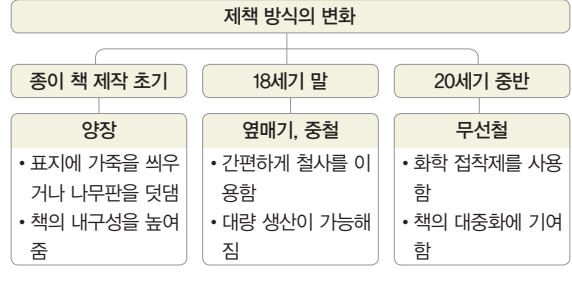 제책 방식의 변화
종이 책 제작 초기
18세기 말
20세기 중반
양장
• 표지에 가죽을 씌우
거나 나무판을 덧댐
• 책의 내구성을 높여
줌
옆매기, 중철
• 간편하게 철사를 이
용함
• 대량 생산이 가능해
짐
무선철
• 화학 접착제를 사용
함
• 책의 대중화에 기여
함